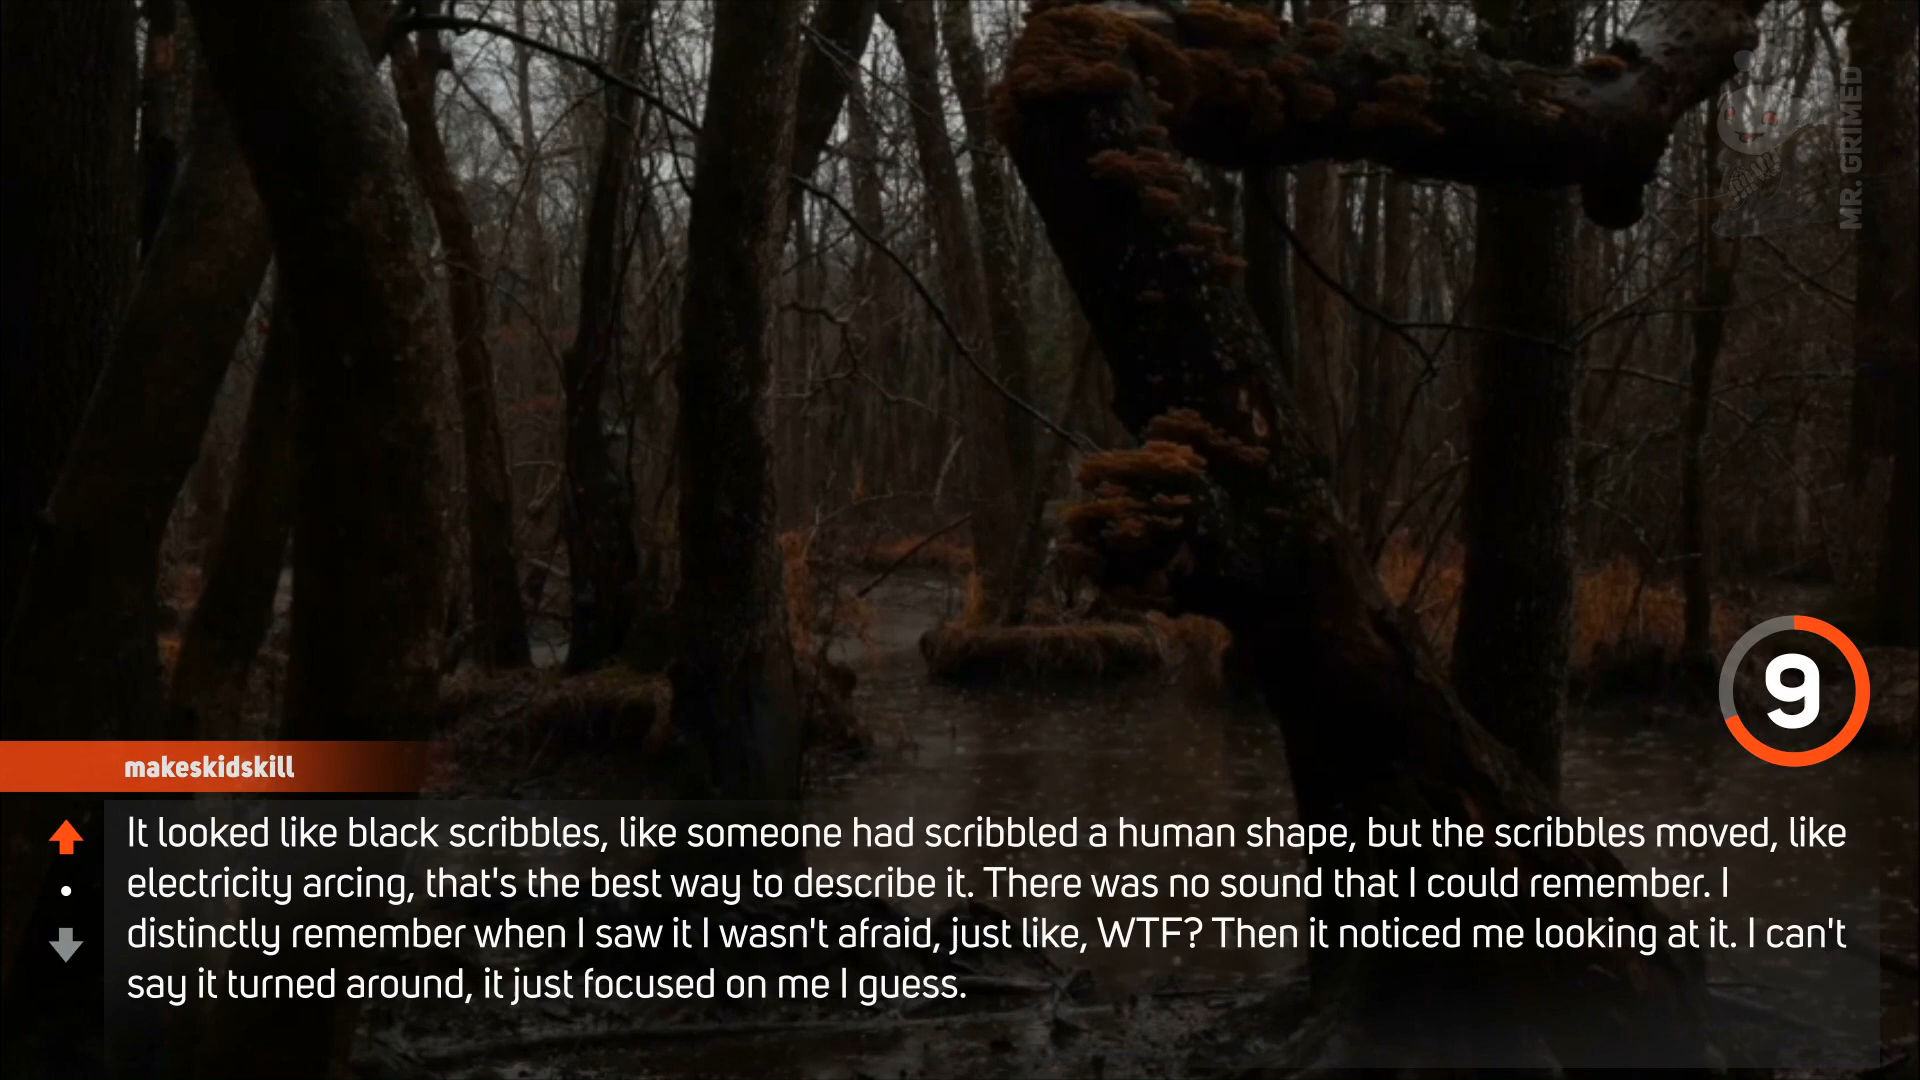 MR. GRIMED
9
makeskidskill
It looked like black scribbles, like someone had scribbled a human shape, but the scribbles moved, like
electricity arcing, that's the best way to describe it. There was no sound that I could remember. I
distinctly remember when I saw it I wasn't afraid, just like, WTF? Then it noticed me looking at it. I can't
say it turned around, it just focused on me I guess.